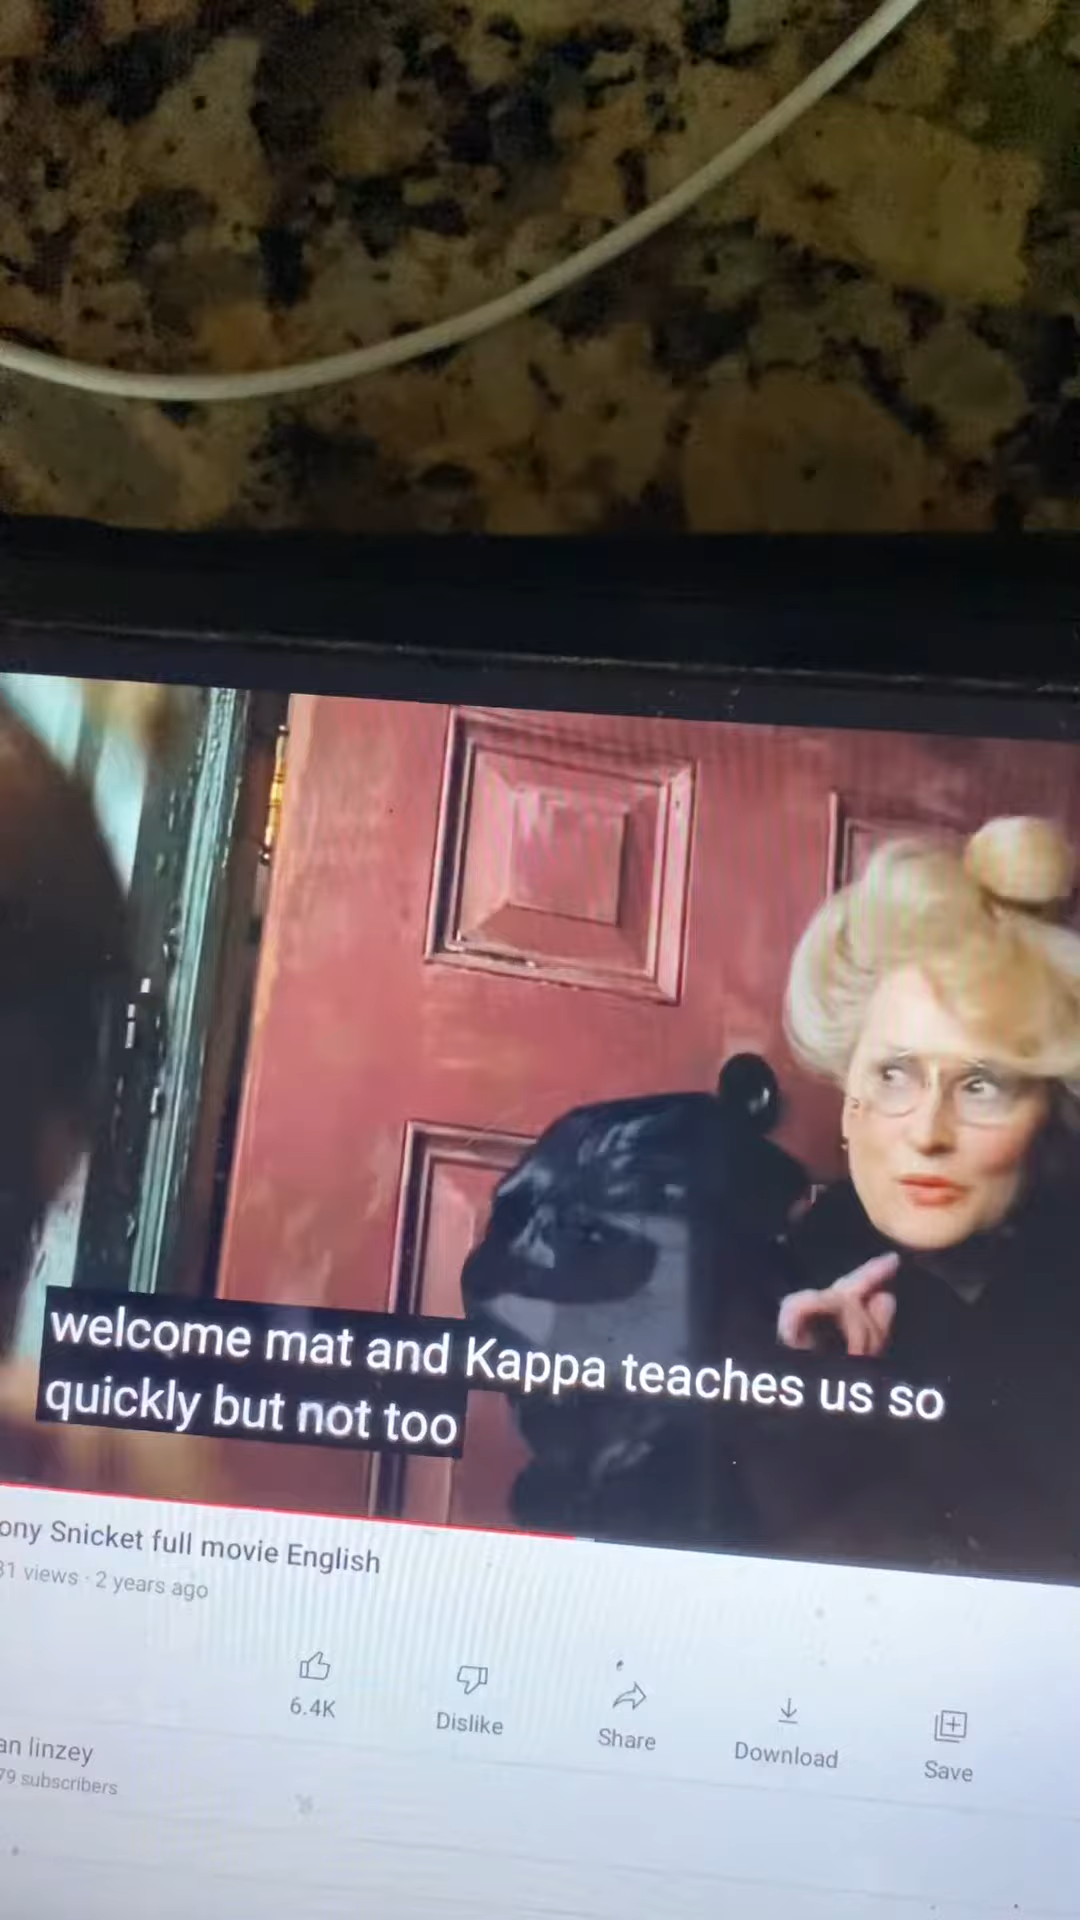 welcome mat and Kappa teaches us so
quickly but not too
ony Snicket full movie English
31 views · 2 years ago
6.4K
Dislike
Share
Download
Save
an linzey
79 subscribers